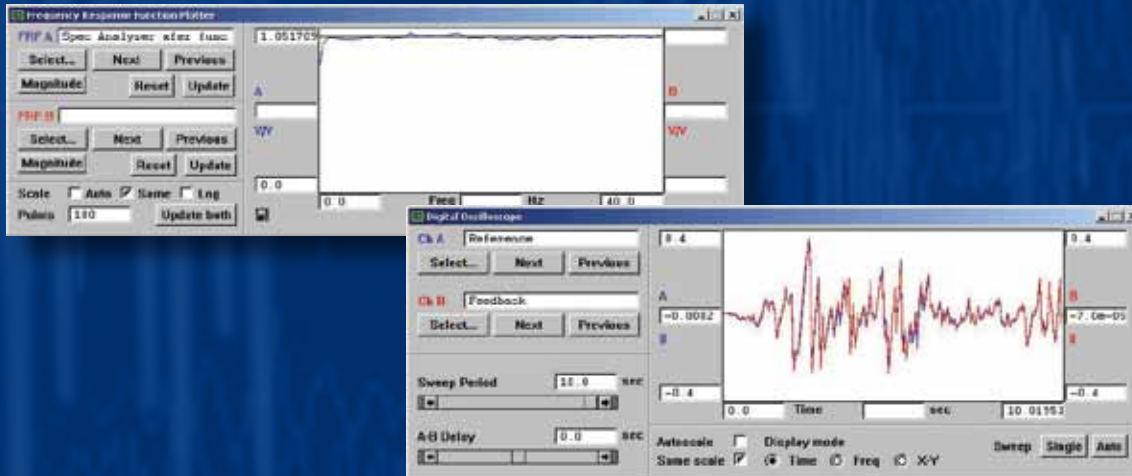 Frequency Response Function Plotter
FRF A Spec Analyser xfer func
Select... Next Previous
Magnitude Reset Update
FRF B
Select... Next Previous
Magnitude Reset Update
Scale Auto Same Log
Points 180 Update both
1.051709
A
V/V
0.0
B
V/V
0.0 Freq Hz 40.0
Digital Oscilloscope
Ch A Reference
Select... Next Previous
Ch B Feedback
Select... Next Previous
Sweep Period 10.0 sec
A-B Delay 0.0 sec
0.4
A
-0.0082
-0.4
0.4
B
-7.0e-05
-0.4
0.0 Time sec 10.01953
Autoscale Display mode Sweep Single Auto
Same scale Time Freq X-Y